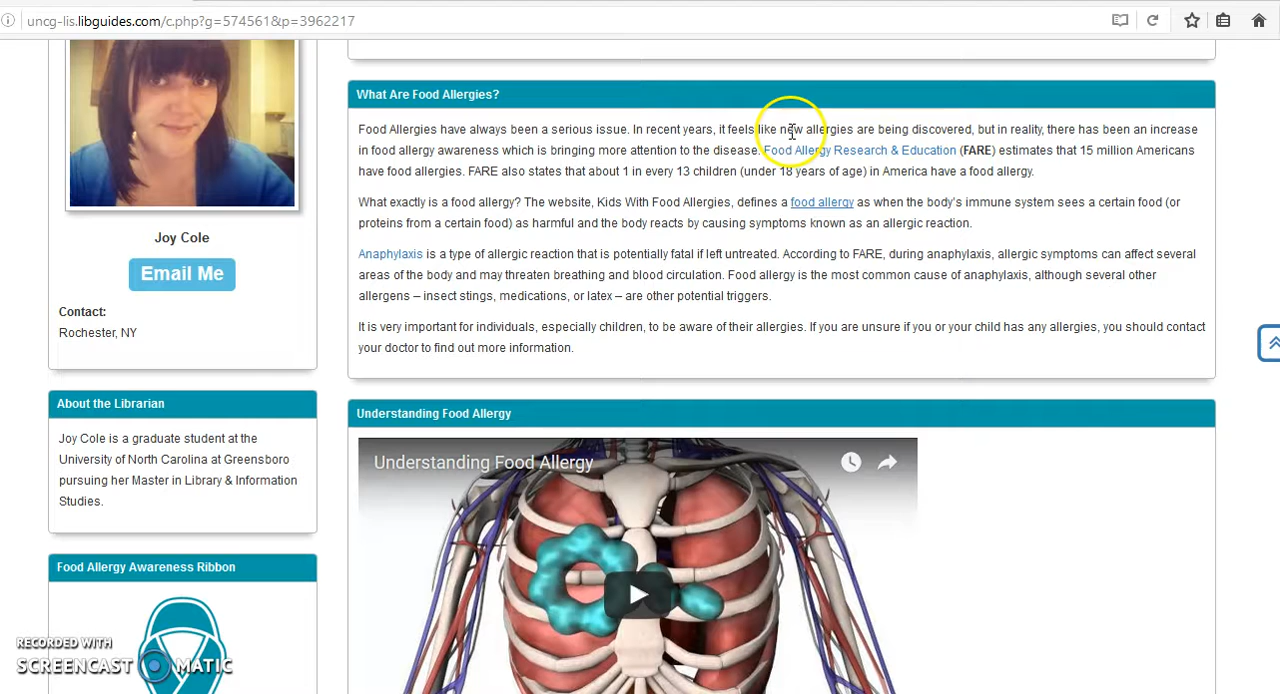 uncg-lis.libguides.com/c.php?g=574561&p=3962217
Joy Cole
Email Me
Contact:
Rochester, NY
About the Librarian
Joy Cole is a graduate student at the
University of North Carolina at Greensboro
pursuing her Master in Library & Information
Studies.
Food Allergy Awareness Ribbon
What Are Food Allergies?
Food Allergies have always been a serious issue. In recent years, it feels like new allergies are being discovered, but in reality, there has been an increase
in food allergy awareness which is bringing more attention to the disease. Food Allergy Research & Education (FARE) estimates that 15 million Americans
have food allergies. FARE also states that about 1 in every 13 children (under 18 years of age) in America have a food allergy.
What exactly is a food allergy? The website, Kids With Food Allergies, defines a food allergy as when the body's immune system sees a certain food (or
proteins from a certain food) as harmful and the body reacts by causing symptoms known as an allergic reaction.
Anaphylaxis is a type of allergic reaction that is potentially fatal if left untreated. According to FARE, during anaphylaxis, allergic symptoms can affect several
areas of the body and may threaten breathing and blood circulation. Food allergy is the most common cause of anaphylaxis, although several other
allergens – insect stings, medications, or latex – are other potential triggers.
It is very important for individuals, especially children, to be aware of their allergies. If you are unsure if you or your child has any allergies, you should contact
your doctor to find out more information.
Understanding Food Allergy
Understanding Food Allergy
RECORDED WITH
SCREENCAST MATIC